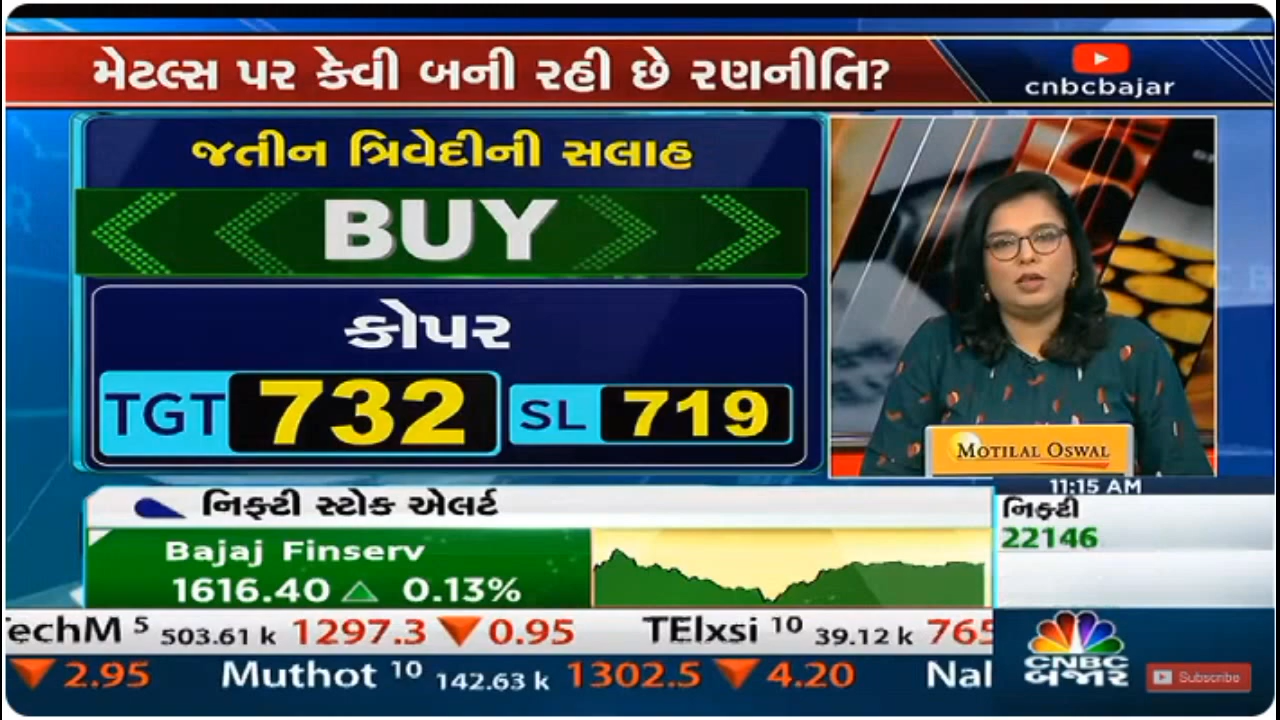 મેટલ્સ પર કેવી બની રહી છે રણનીતિ?
cnbcbajar
જતીન ત્રિવેદીની સલાહ
BUY
કોપર
TGT 732 SL 719
MOTILAL OSWAL
11:15 AM
નિફ્ટી સ્ટોક એલર્ટ
નિફ્ટી
22146
Bajaj Finserv
1616.40 0.13%
TechM 5 503.61 k 1297.3 0.95 TElxsi 10 39.12 k 765
2.95 Muthot 10 142.63 k 1302.5 4.20 Nal
CNBC
બજાર
Subscribe